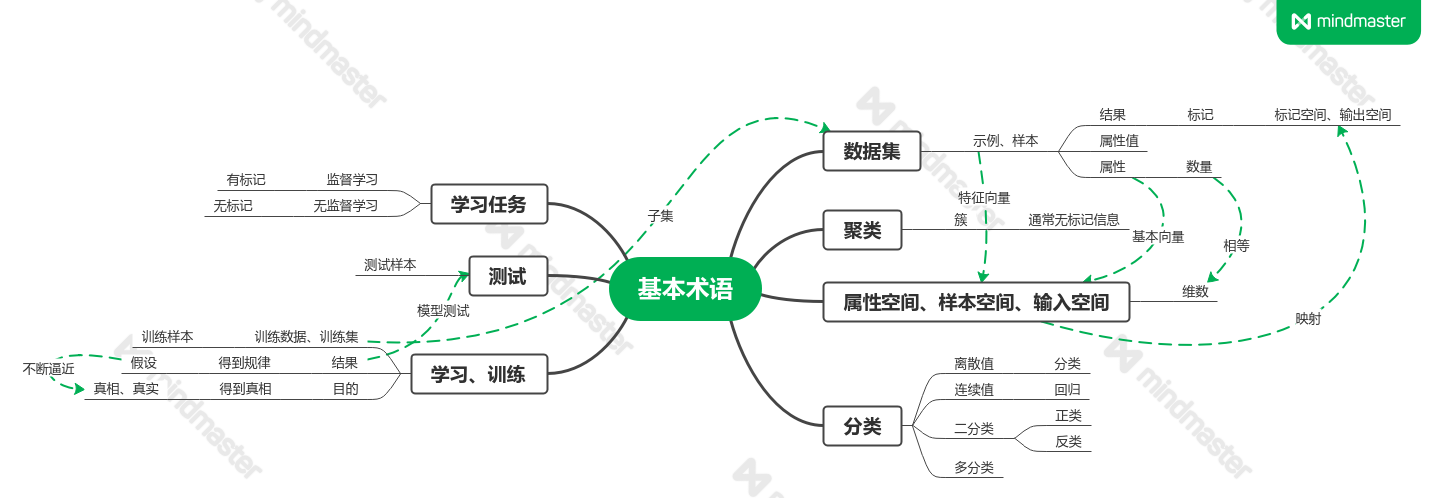 mindmaster
mindmaster
mindmaster
mindmaster
结果 标记 标记空间、输出空间
数据集 示例、样本 属性值
mindmaster
属性 数量
有标记 监督学习
学习任务
无标记 无监督学习
特征向量
子集
聚类 簇 通常无标记信息
基本向量 相等
mindmaster
测试样本 测试
基本术语
属性空间、样本空间、输入空间 维数
模型测试
映射
训练样本 训练数据、训练集
不断逼近 假设 得到规律 结果
学习、训练
真相、真实 得到真相 目的
离散值 分类
连续值 回归
分类
正类
二分类
反类
多分类
mindmaster
mindmaster
mindmaster